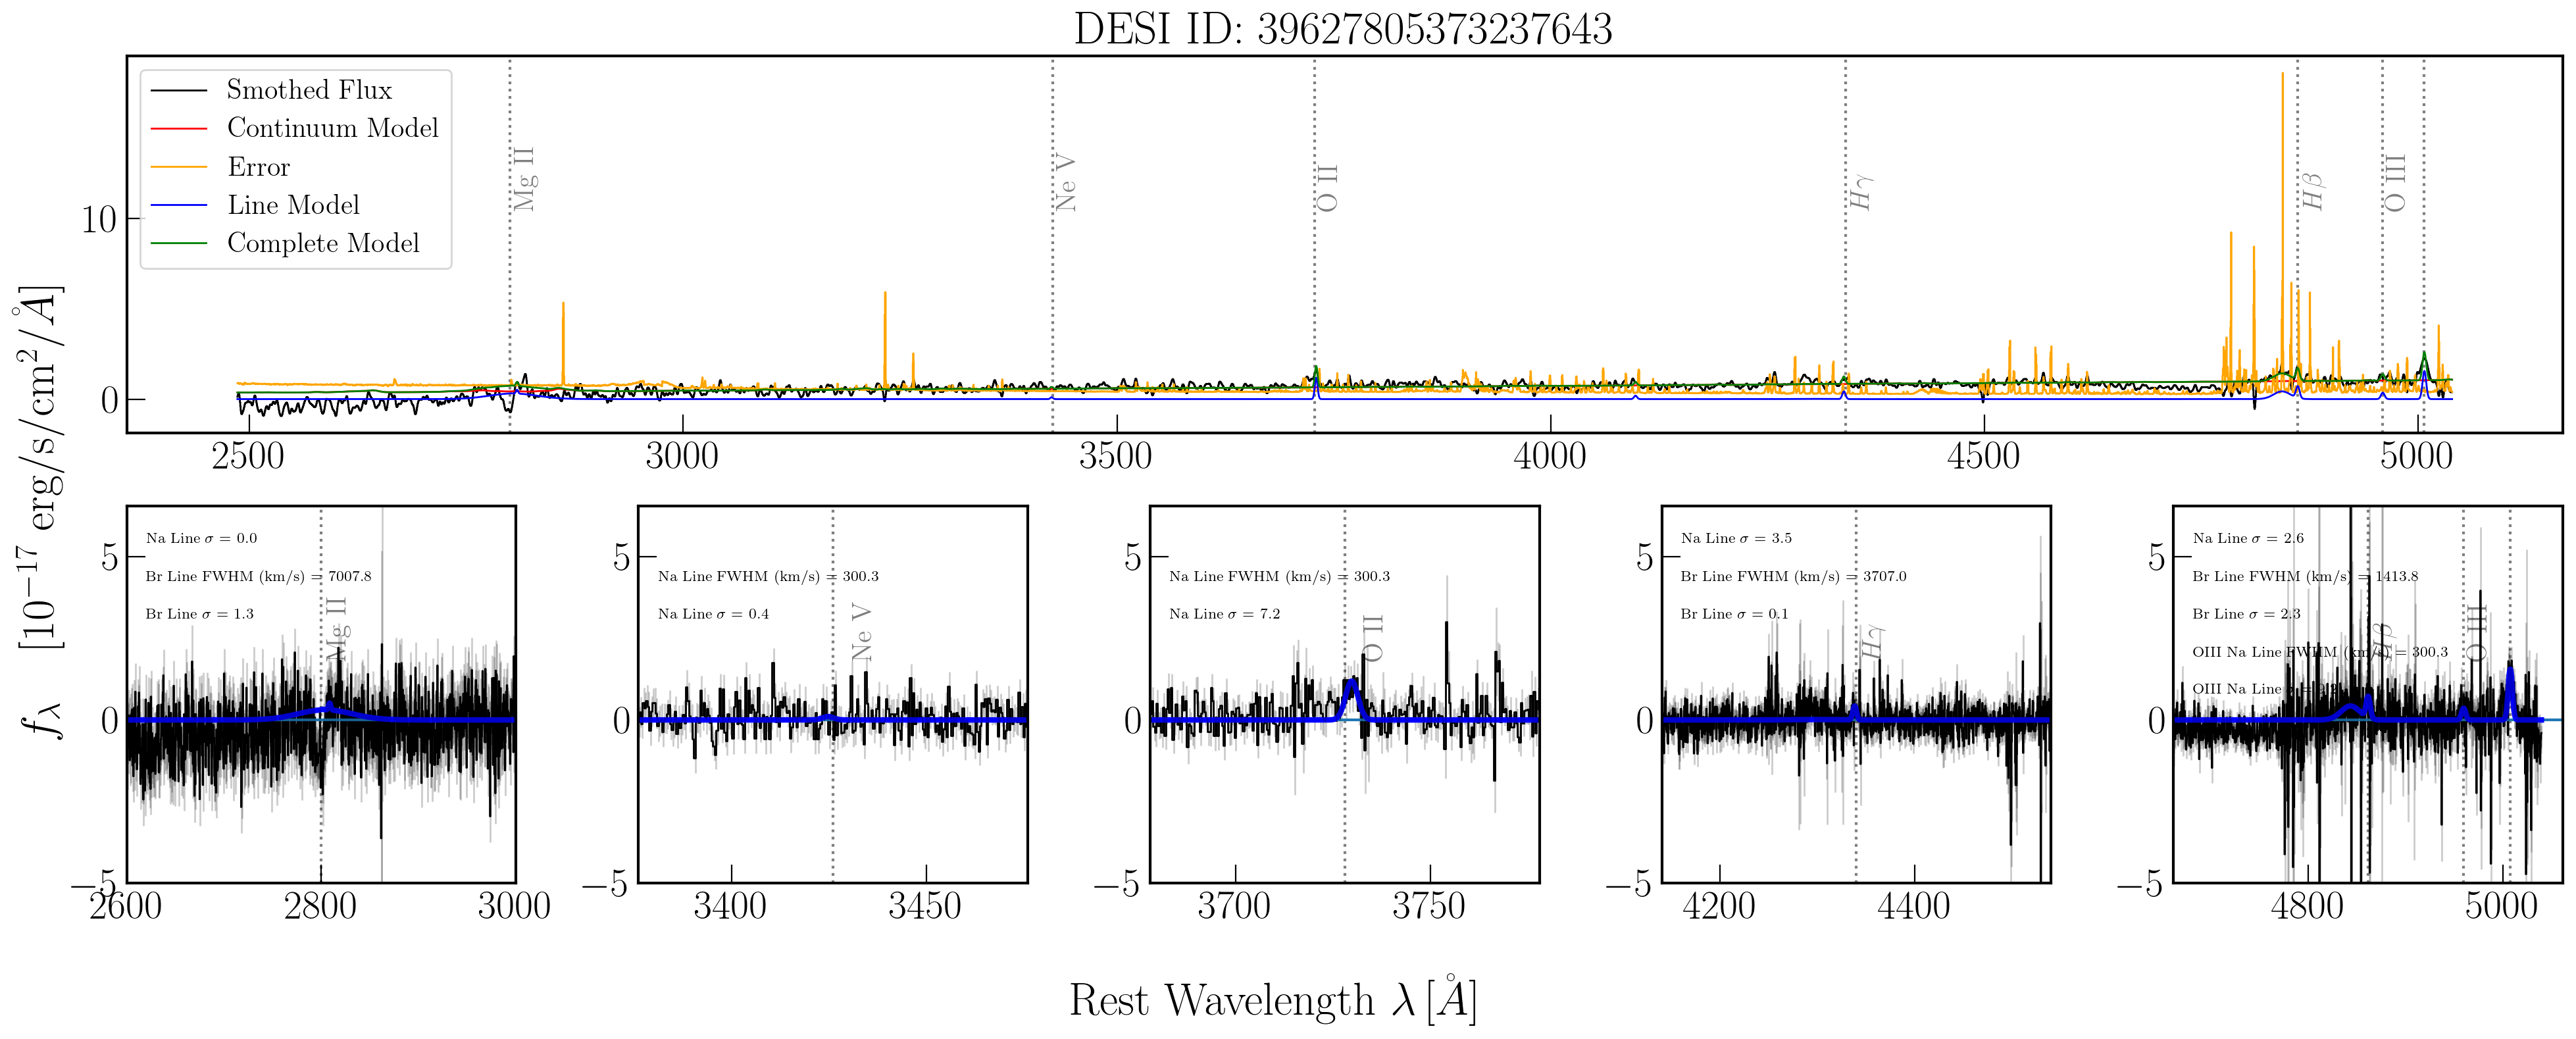 DESI ID: 39627805373237643
Smothed Flux
Continuum Model
Error
Line Model
Complete Model
Mg II
Ne V
O II
Hγ
Hβ
O III
10
0
2500 3000 3500 4000 4500 5000
f_λ [10^{-17} erg/s/cm^2/Å]
Na Line σ = 0.0
Br Line FWHM (km/s) = 7007.8
Br Line σ = 1.3
Mg II
5
0
−5
2600 2800 3000
Na Line FWHM (km/s) = 300.3
Na Line σ = 0.4
Ne V
5
0
−5
3400 3450
Na Line FWHM (km/s) = 300.3
Na Line σ = 7.2
O II
5
0
−5
3700 3750
Na Line σ = 3.5
Br Line FWHM (km/s) = 3707.0
Br Line σ = 0.1
Hγ
5
0
−5
4200 4400
Na Line σ = 2.6
Br Line FWHM (km/s) = 1413.8
Br Line σ = 2.3
OIII Na Line FWHM (km/s) = 300.3
OIII Na Line σ =
Hβ
O III
5
0
−5
4800 5000
Rest Wavelength λ [Å]